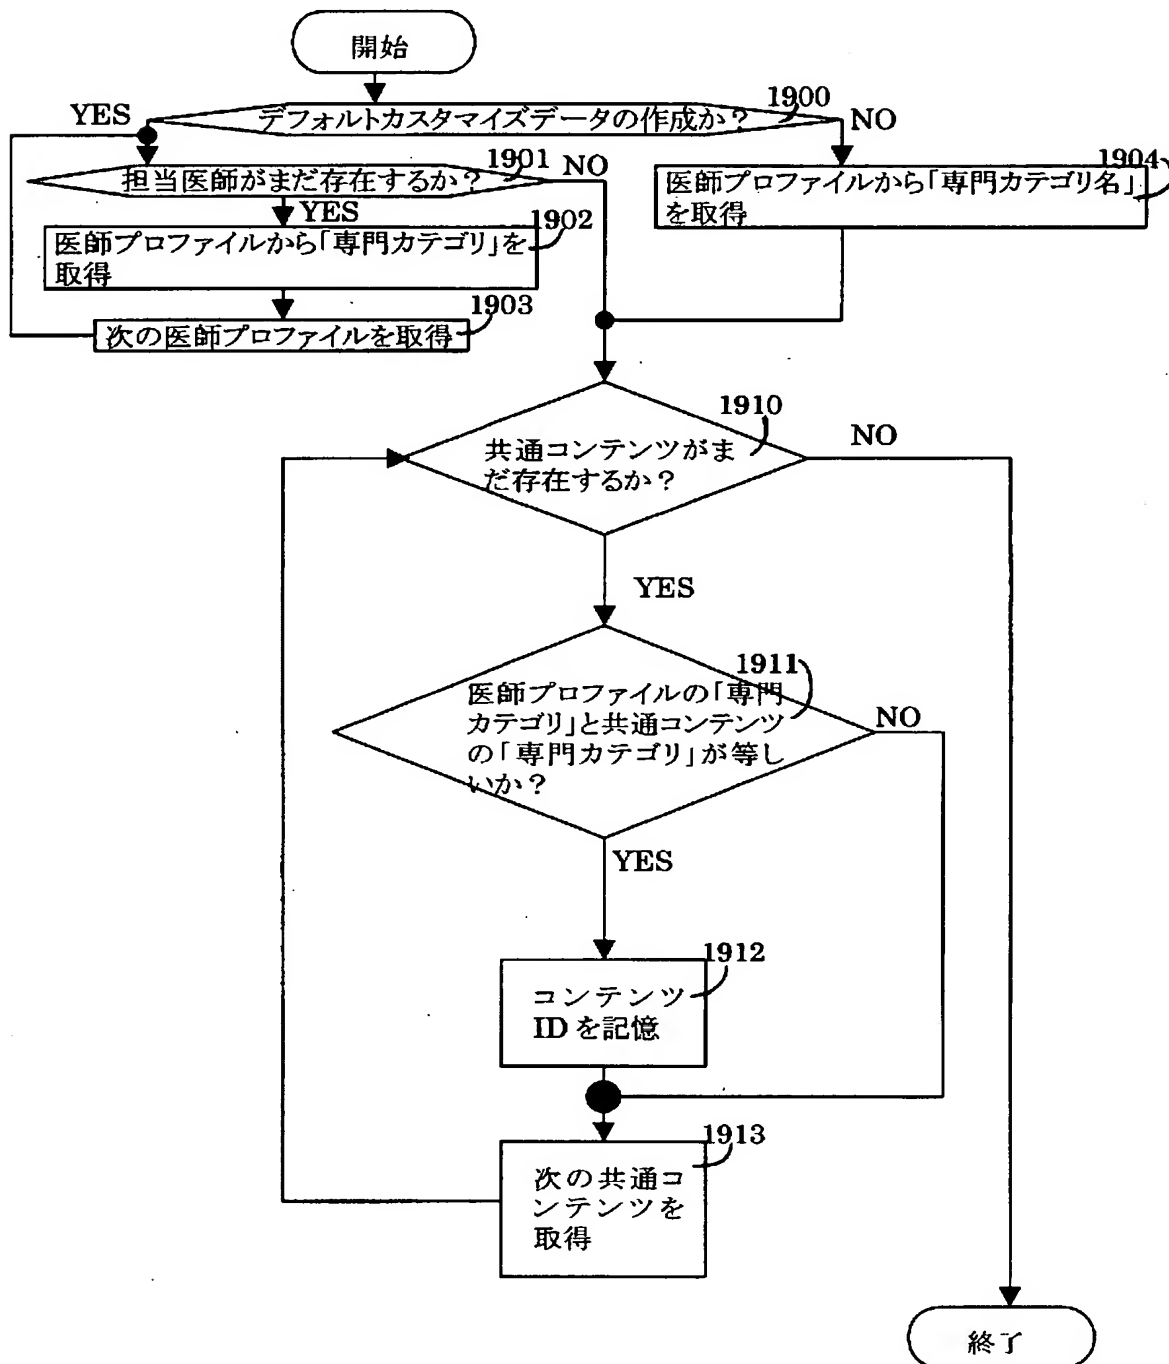 開始
1900
YES
デフォルトカスタマイズデータの作成か?
NO
1901
担当医師がまだ存在するか?
NO
YES
1902
医師プロファイルから「専門カテゴリ」を
取得
1903
次の医師プロファイルを取得
1904
医師プロファイルから「専門カテゴリ名」
を取得
1910
共通コンテンツがま
だ存在するか?
NO
YES
1911
医師プロファイルの「専門
カテゴリ」と共通コンテンツ
の「専門カテゴリ」が等し
いか?
NO
YES
1912
コンテンツ
IDを記憶
1913
次の共通コ
ンテンツを
取得
終了